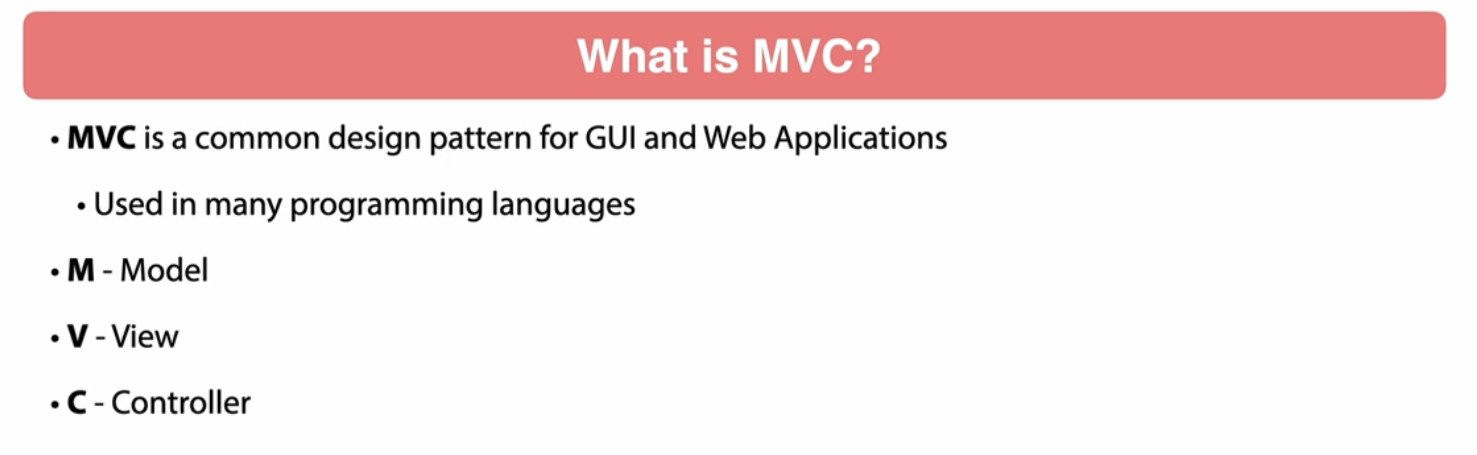 What is MVC?
• MVC is a common design pattern for GUI and Web Applications
• Used in many programming languages
• M - Model
• V - View
• C - Controller